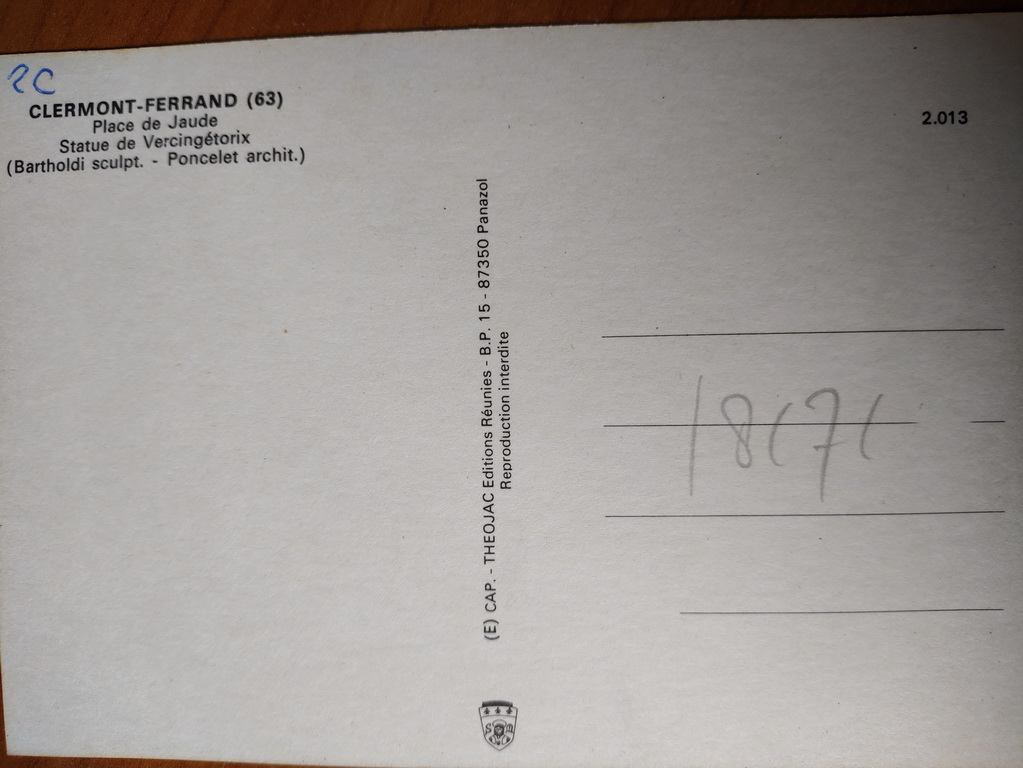 2C
CLERMONT-FERRAND (63)
Place de Jaude
Statue de Vercingétorix
(Bartholdi sculpt. - Poncelet archit.)
2.013
(E) CAP. - THEOJAC Editions Réunies - B.P. 15 - 87350 Panazol
Reproduction interdite